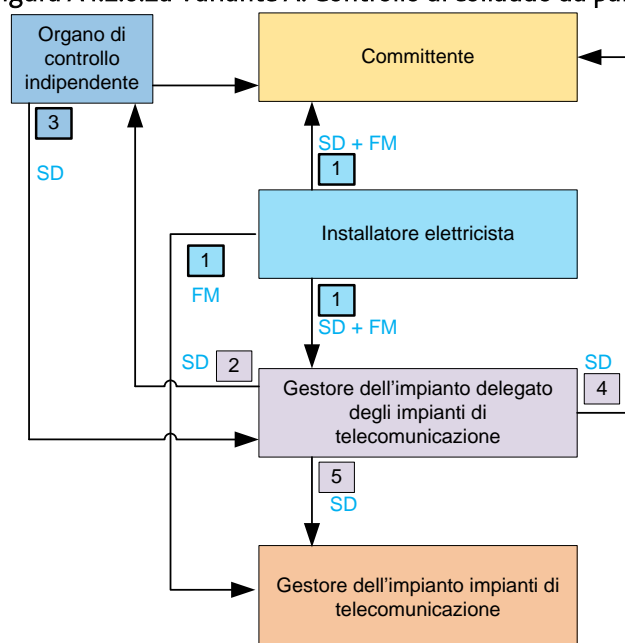 Organo di
controllo
indipendente
Committente
3
SD
SD + FM
1
Installatore elettricista
1
FM
1
SD + FM
SD 2
Gestore dell'impianto delegato
degli impianti di
telecomunicazione
SD
4
5
SD
Gestore dell'impianto impianti di
telecomunicazione